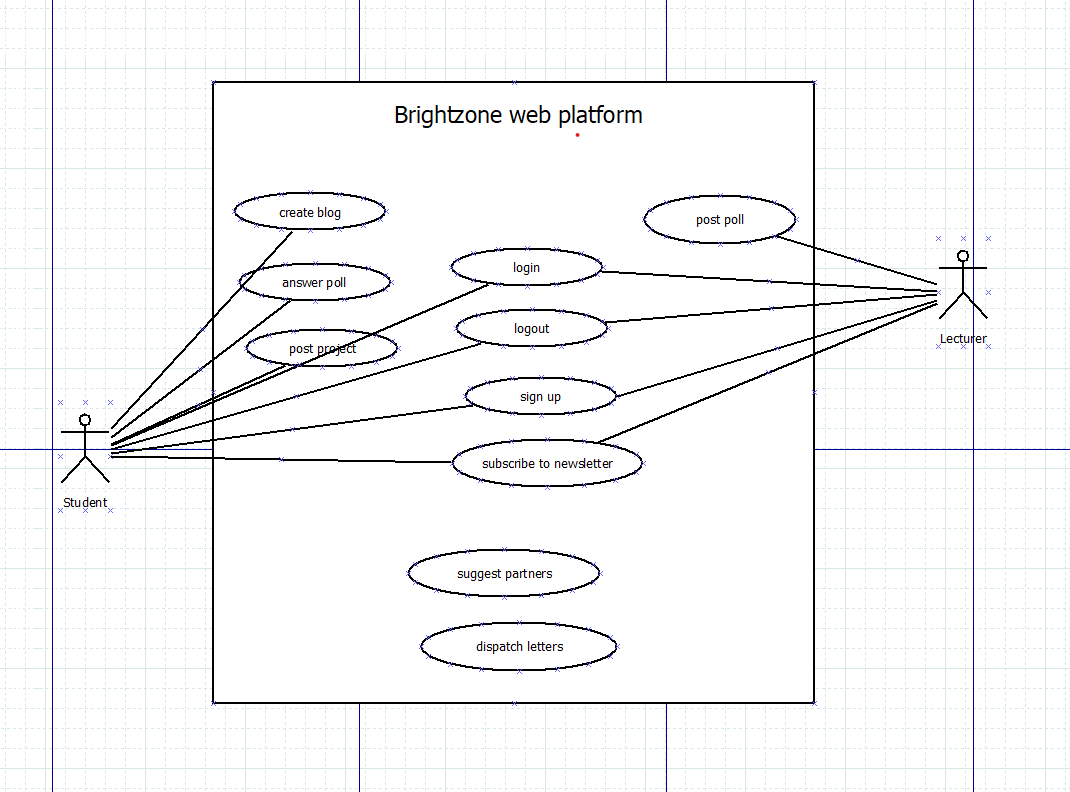 Brightzone web platform
create blog
post poll
login
answer poll
logout
post project
Lecturer
sign up
subscribe to newsletter
Student
suggest partners
dispatch letters